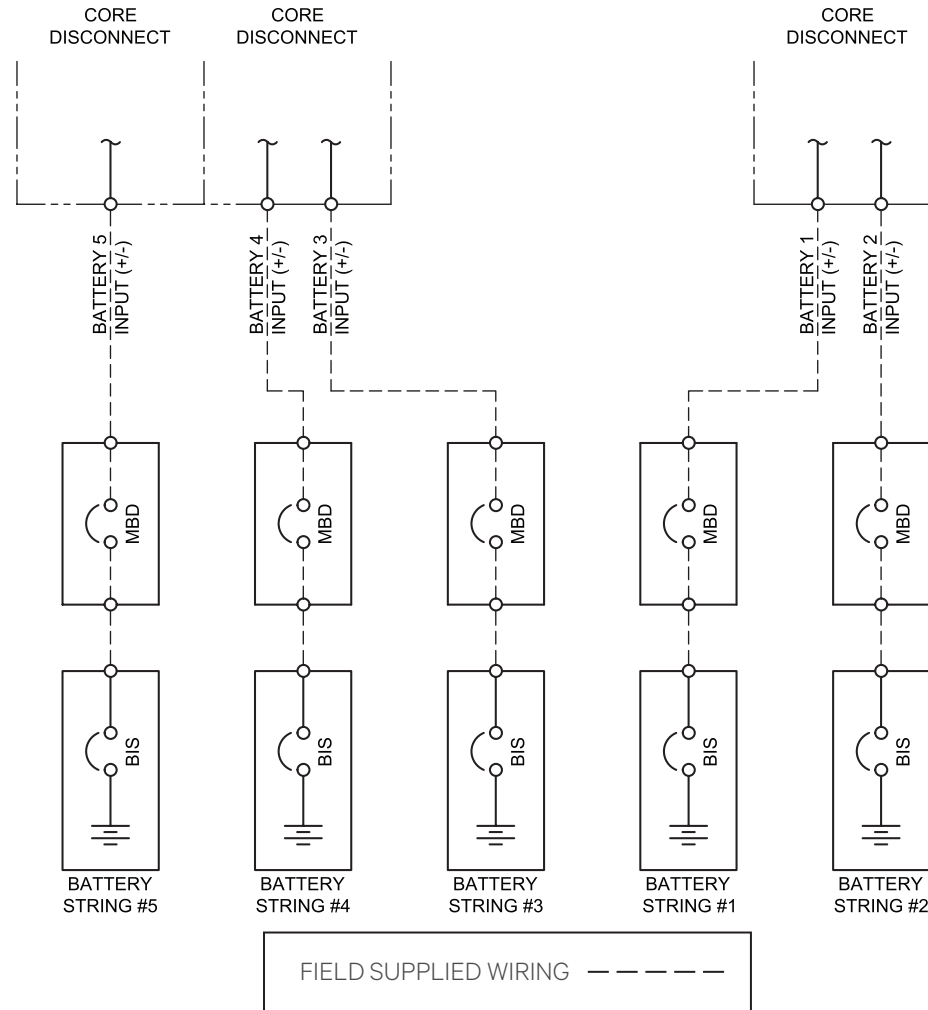 CORE
DISCONNECT
CORE
DISCONNECT
CORE
DISCONNECT
BATTERY 5
INPUT (+/-)
BATTERY 4
INPUT (+/-)
BATTERY 3
INPUT (+/-)
BATTERY 1
INPUT (+/-)
BATTERY 2
INPUT (+/-)
MBD
MBD
MBD
MBD
MBD
BIS
BIS
BIS
BIS
BIS
BATTERY
STRING #5
BATTERY
STRING #4
BATTERY
STRING #3
BATTERY
STRING #1
BATTERY
STRING #2
FIELD SUPPLIED WIRING